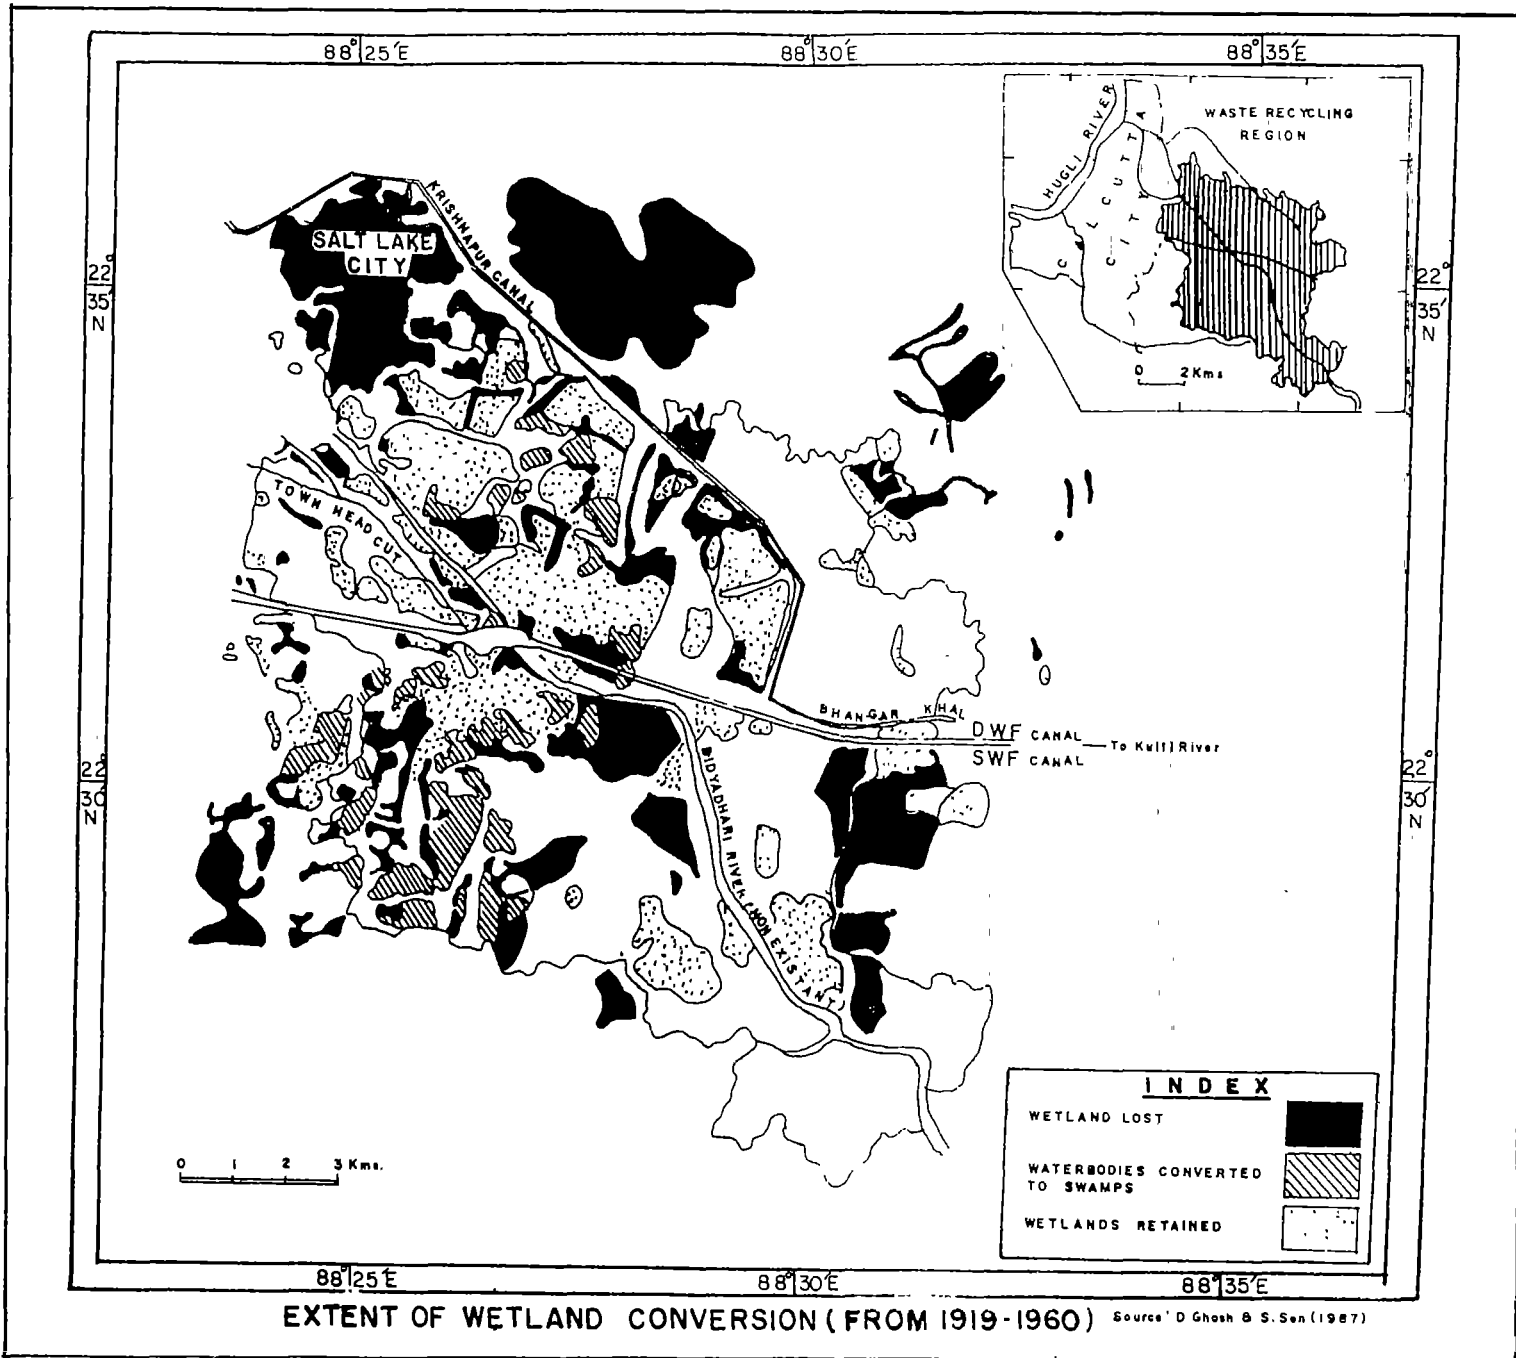 88°25'E
88°30'E
88°35'E
WASTE RECYCLING
REGION
HUGLI RIVER
CALCUTTA
CITY
0 2Kms
KRISHNAPUR CANAL
SALT LAKE
CITY
22°
35'
N
22°
35'
N
TOWN HEAD CUT
BHANGAR KHAL
DWF CANAL
To Kulti River
SWF CANAL
BIDYADHARI RIVER (NON EXISTANT)
22°
30'
N
22°
30'
N
INDEX
WETLAND LOST
WATERBODIES CONVERTED
TO SWAMPS
WETLANDS RETAINED
0 1 2 3 Kms.
88°25'E
88°30'E
88°35'E
EXTENT OF WETLAND CONVERSION (FROM 1919-1960) Source' D Ghosh & S. Sen (1987)